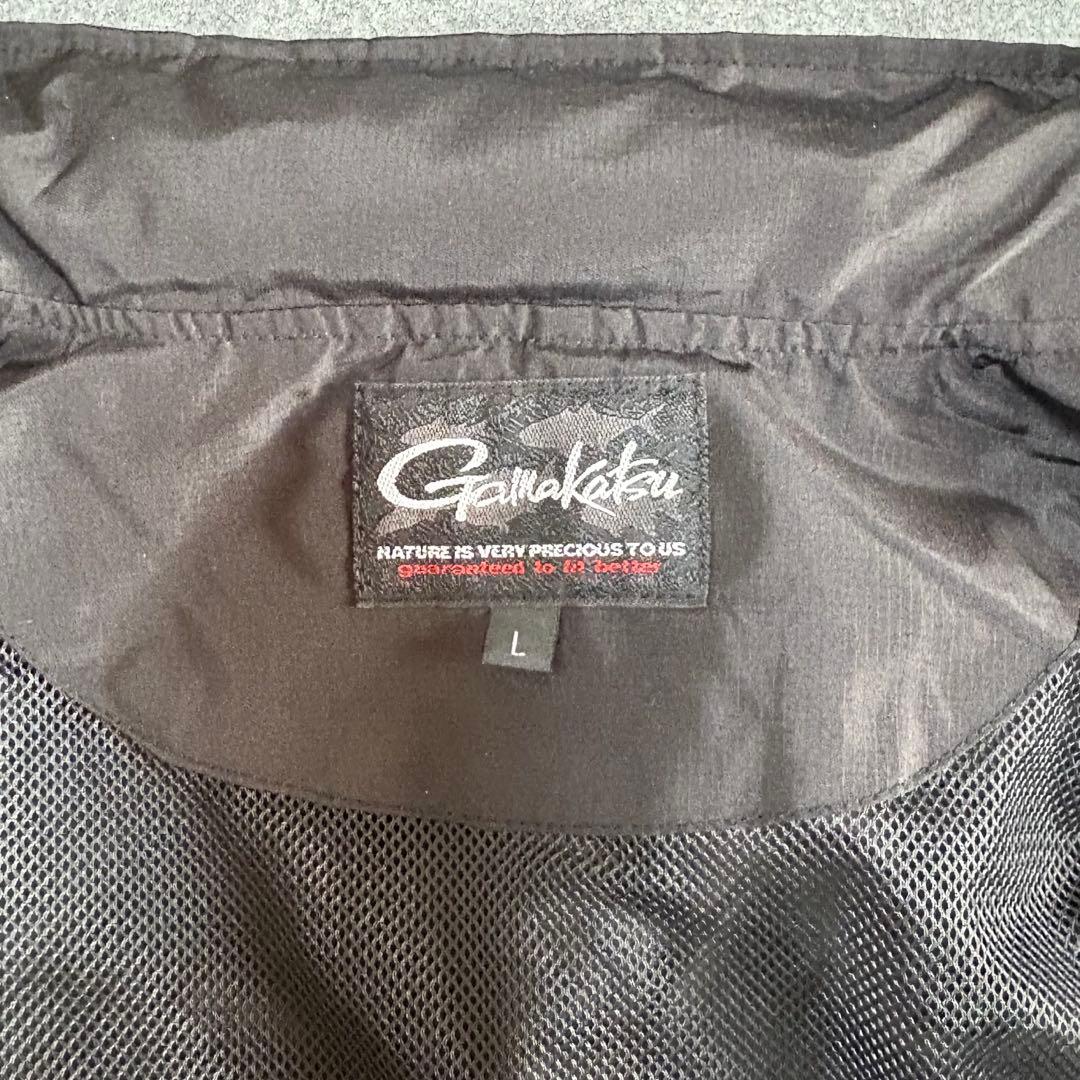 Gamakatsu
NATURE IS VERY PRECIOUS TO US
guaranteed to fit better
L